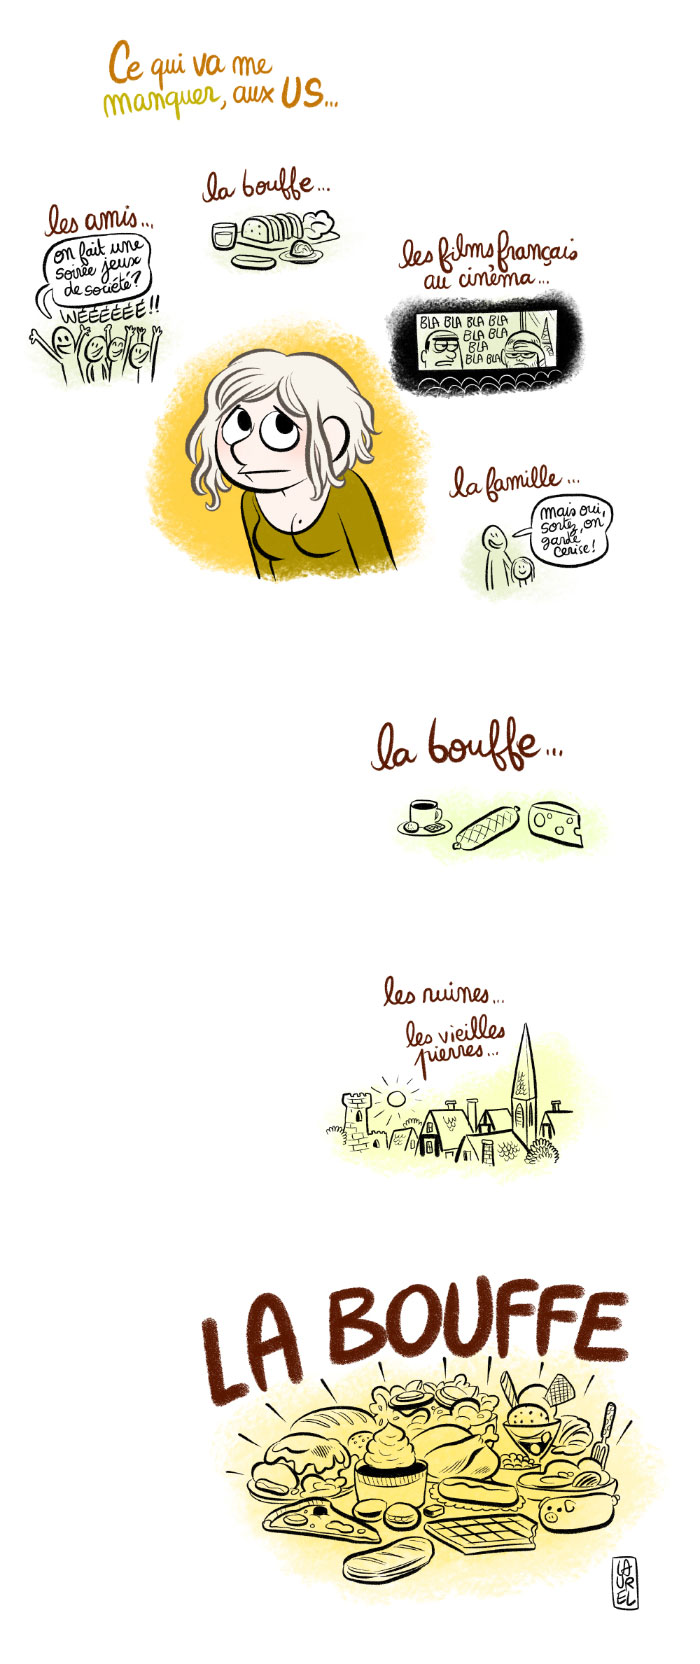 Ce qui va me
manquer, aux US...
la bouffe...
les amis...
on fait une
soirée jeux
de société?
WÉÉÉÉÉÉ!!
les films français
au cinéma...
BLA BLA BLA BLA
BLA BLA
BLA
BLA BLA
la famille...
mais oui,
sortez, on
garde
cerise!
la bouffe...
les ruines...
les vieilles
pierres...
LA BOUFFE
LAUREL